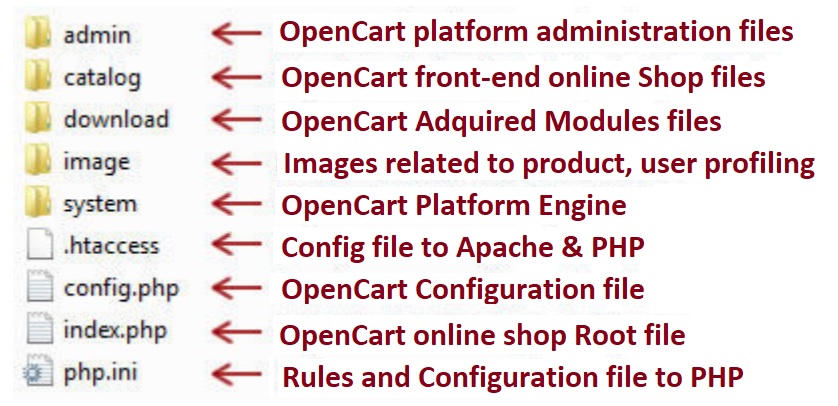 admin OpenCart platform administration files
catalog OpenCart front-end online Shop files
download OpenCart Adquired Modules files
image Images related to product, user profiling
system OpenCart Platform Engine
.htaccess Config file to Apache & PHP
config.php OpenCart Configuration file
index.php OpenCart online shop Root file
php.ini Rules and Configuration file to PHP